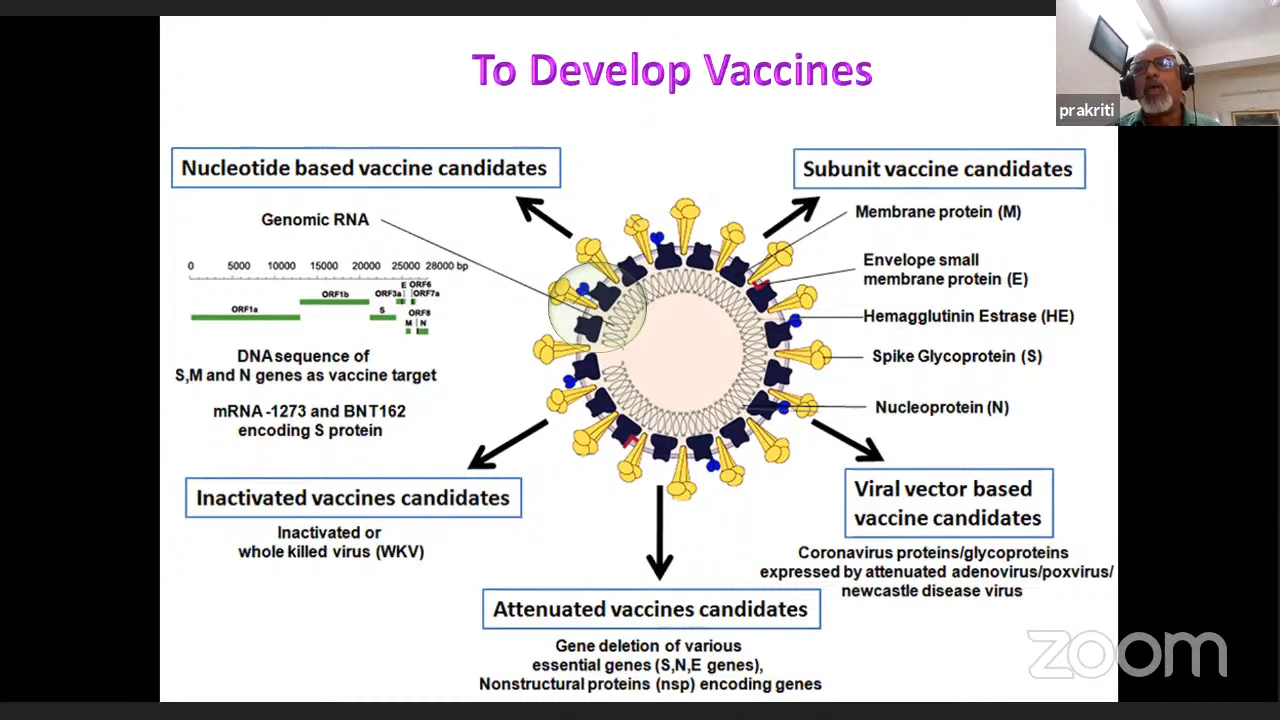 To Develop Vaccines
prakriti
Nucleotide based vaccine candidates
Genomic RNA
0 5000 10000 15000 20000 25000 28000 bp
E ORF6
ORF1b ORF3a ORF7a
ORF1a S ORF8
M N
DNA sequence of
S,M and N genes as vaccine target
mRNA -1273 and BNT162
encoding S protein
Subunit vaccine candidates
Membrane protein (M)
Envelope small
membrane protein (E)
Hemagglutinin Estrase (HE)
Spike Glycoprotein (S)
Nucleoprotein (N)
Inactivated vaccines candidates
Inactivated or
whole killed virus (WKV)
Viral vector based
vaccine candidates
Coronavirus proteins/glycoproteins
expressed by attenuated adenovirus/poxvirus/
newcastle disease virus
Attenuated vaccines candidates
Gene deletion of various
essential genes (S,N,E genes),
Nonstructural proteins (nsp) encoding genes
zoom